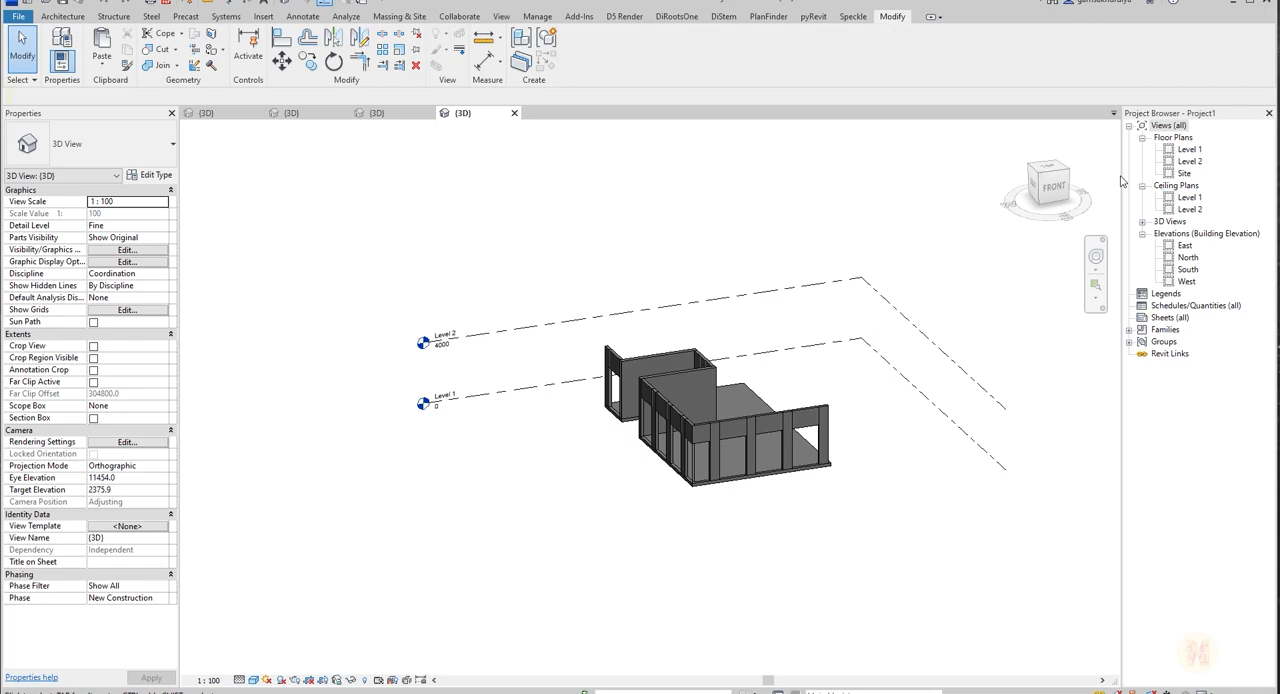 File Architecture Structure Steel Precast Systems Insert Annotate Analyze Massing & Site Collaborate View Manage Add-Ins D5 Render DiRootsOne DiStem PlanFinder pyRevit Speckle Modify
Modify Paste Cope Cut Join Activate
Select Properties Clipboard Geometry Controls Modify View Measure Create
Properties
{3D} {3D} {3D} {3D}
Project Browser - Project1
3D View
3D View: {3D} Edit Type
Graphics
View Scale 1 : 100
Scale Value 1: 100
Detail Level Fine
Parts Visibility Show Original
Visibility/Graphics ... Edit...
Graphic Display Opt... Edit...
Discipline Coordination
Show Hidden Lines By Discipline
Default Analysis Dis... None
Show Grids Edit...
Sun Path
Extents
Crop View
Crop Region Visible
Annotation Crop
Far Clip Active
Far Clip Offset 304800.0
Scope Box None
Section Box
Camera
Rendering Settings Edit...
Locked Orientation
Projection Mode Orthographic
Eye Elevation 11454.0
Target Elevation 2375.9
Camera Position Adjusting
Identity Data
View Template <None>
View Name {3D}
Dependency Independent
Title on Sheet
Phasing
Phase Filter Show All
Phase New Construction
Properties help Apply
Level 2
4000
Level 1
0
FRONT
Views (all)
Floor Plans
Level 1
Level 2
Site
Ceiling Plans
Level 1
Level 2
3D Views
Elevations (Building Elevation)
East
North
South
West
Legends
Schedules/Quantities (all)
Sheets (all)
Families
Groups
Revit Links
1 : 100